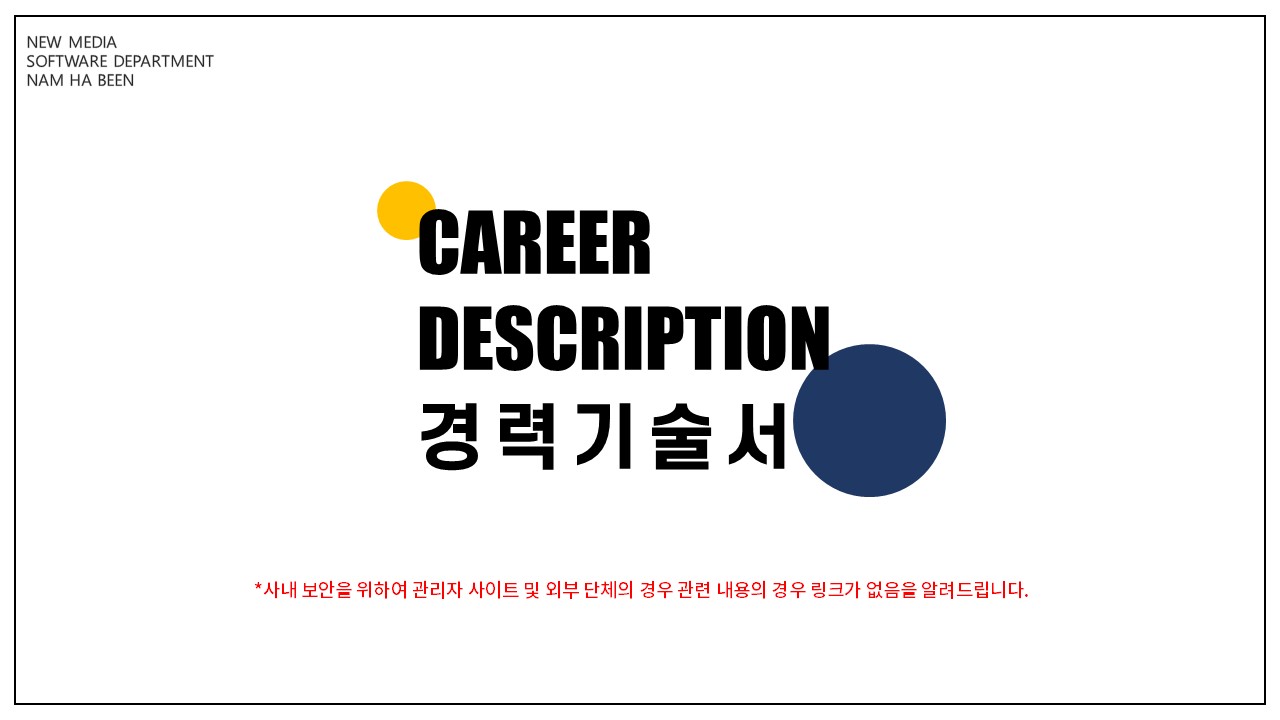 NEW MEDIA
SOFTWARE DEPARTMENT
NAM HA BEEN
CAREER
DESCRIPTION
경력기술서
*사내 보안을 위하여 관리자 사이트 및 외부 단체의 경우 관련 내용의 경우 링크가 없음을 알려드립니다.